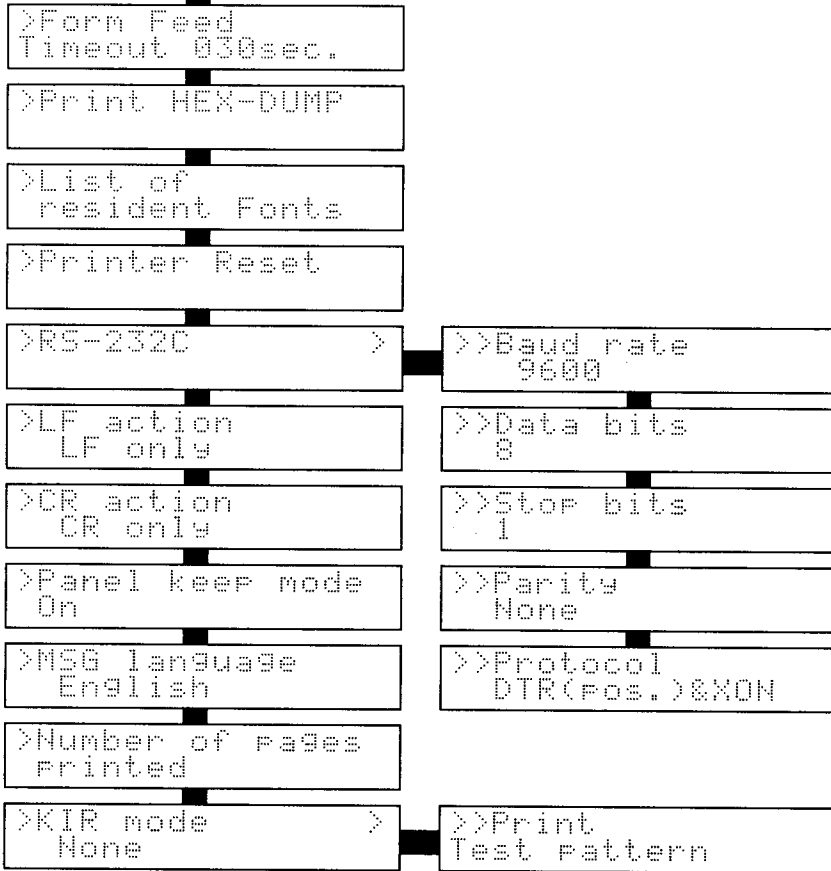 >Form Feed
Timeout 030sec.
>Print HEX-DUMP
>List of
resident Fonts
>Printer Reset
>RS-232C >
>>Baud rate
9600
>>Data bits
8
>>Stop bits
1
>>Parity
None
>>Protocol
DTR(pos.)&XON
>LF action
LF only
>CR action
CR only
>Panel keep mode
On
>MSG language
English
>Number of pages
printed
>KIR mode >
None
>>Print
Test pattern